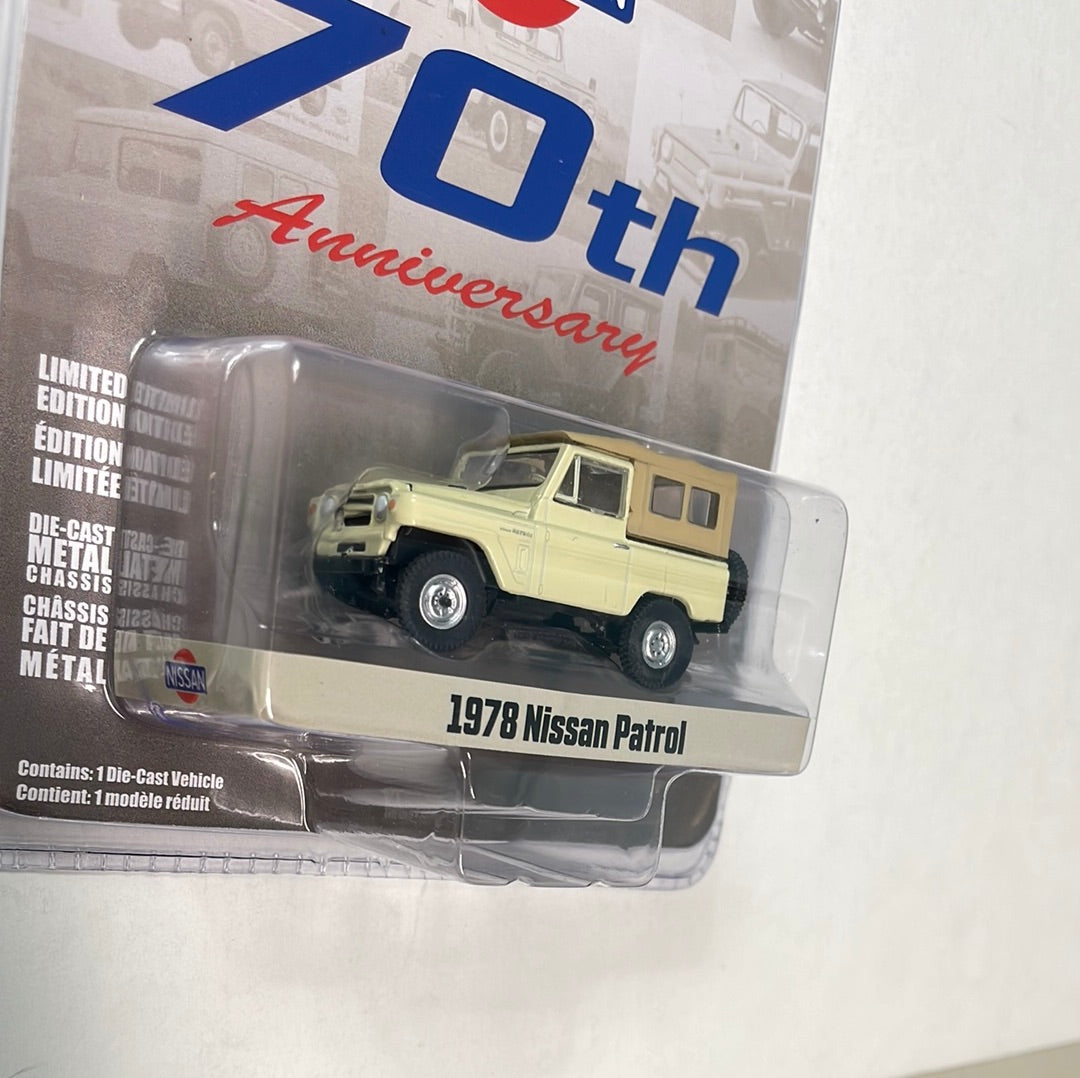 70th
Anniversary
LIMITED
EDITION
ÉDITION
LIMITÉE
DIE-CAST
METAL
CHASSIS
CHÂSSIS
FAIT DE
MÉTAL
NISSAN
1978 Nissan Patrol
Contains: 1 Die-Cast Vehicle
Contient: 1 modèle réduit